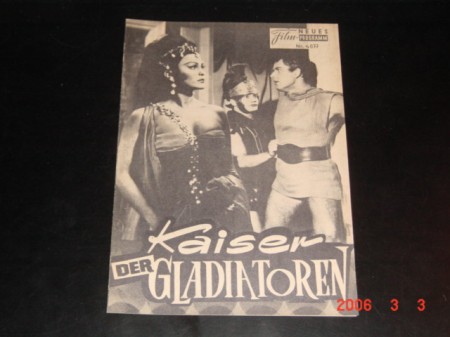 Film
NEUES
PROGRAMM
Kaiser
DER
GLADIATOREN
2006 3 3